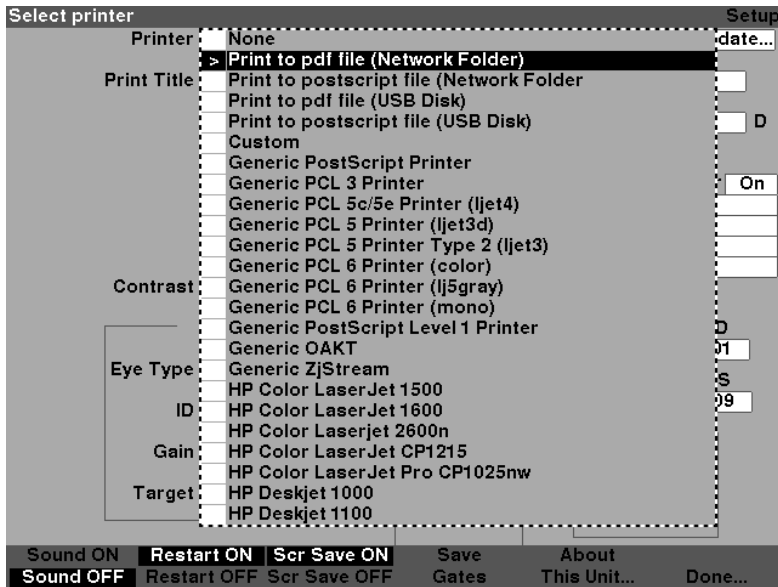 Select printer Setup
Printer None date...
> Print to pdf file (Network Folder)
Print Title Print to postscript file (Network Folder
Print to pdf file (USB Disk)
Print to postscript file (USB Disk) D
Custom
Generic PostScript Printer
Generic PCL 3 Printer On
Generic PCL 5c/5e Printer (ljet4)
Generic PCL 5 Printer (ljet3d)
Generic PCL 5 Printer Type 2 (ljet3)
Generic PCL 6 Printer (color)
Contrast Generic PCL 6 Printer (lj5gray)
Generic PCL 6 Printer (mono)
Generic PostScript Level 1 Printer D
Generic OAKT 01
Eye Type Generic ZjStream
HP Color LaserJet 1500 S
ID HP Color LaserJet 1600 09
HP Color Laserjet 2600n
Gain HP Color LaserJet CP1215
HP Color LaserJet Pro CP1025nw
Target HP Deskjet 1000
HP Deskjet 1100
Sound ON Restart ON Scr Save ON Save About
Sound OFF Restart OFF Scr Save OFF Gates This Unit... Done...